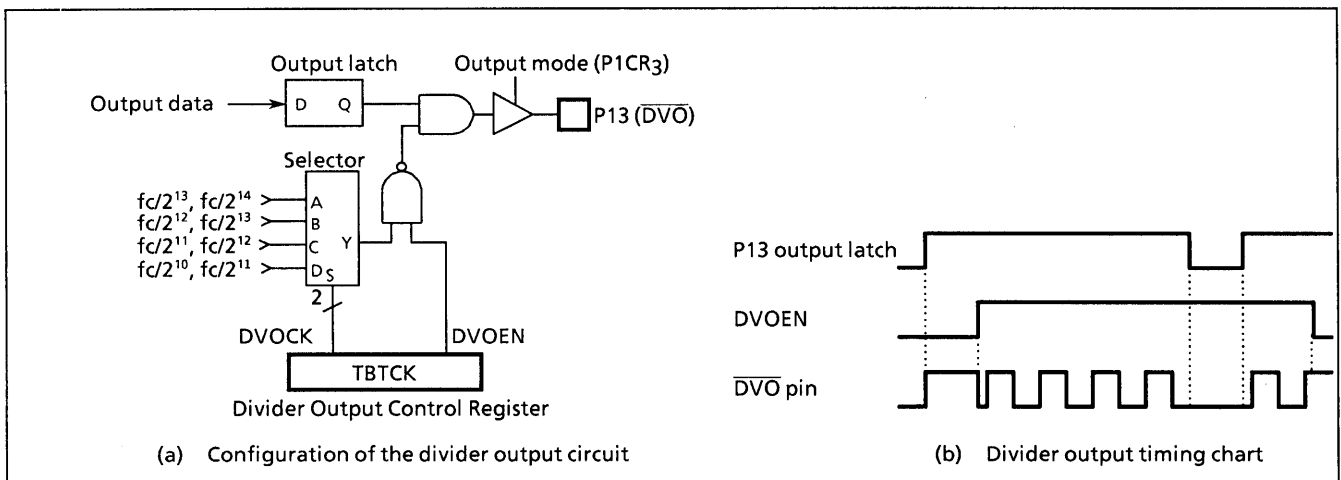 Output latch
Output mode (P1CR₃)
Output data
D Q
P13 (D̅V̅O̅)
Selector
fc/2¹³, fc/2¹⁴ A
fc/2¹², fc/2¹³ B
fc/2¹¹, fc/2¹² C Y
fc/2¹⁰, fc/2¹¹ D S
2
DVOCK DVOEN
TBTCK
Divider Output Control Register
(a) Configuration of the divider output circuit
P13 output latch
DVOEN
D̅V̅O̅ pin
(b) Divider output timing chart